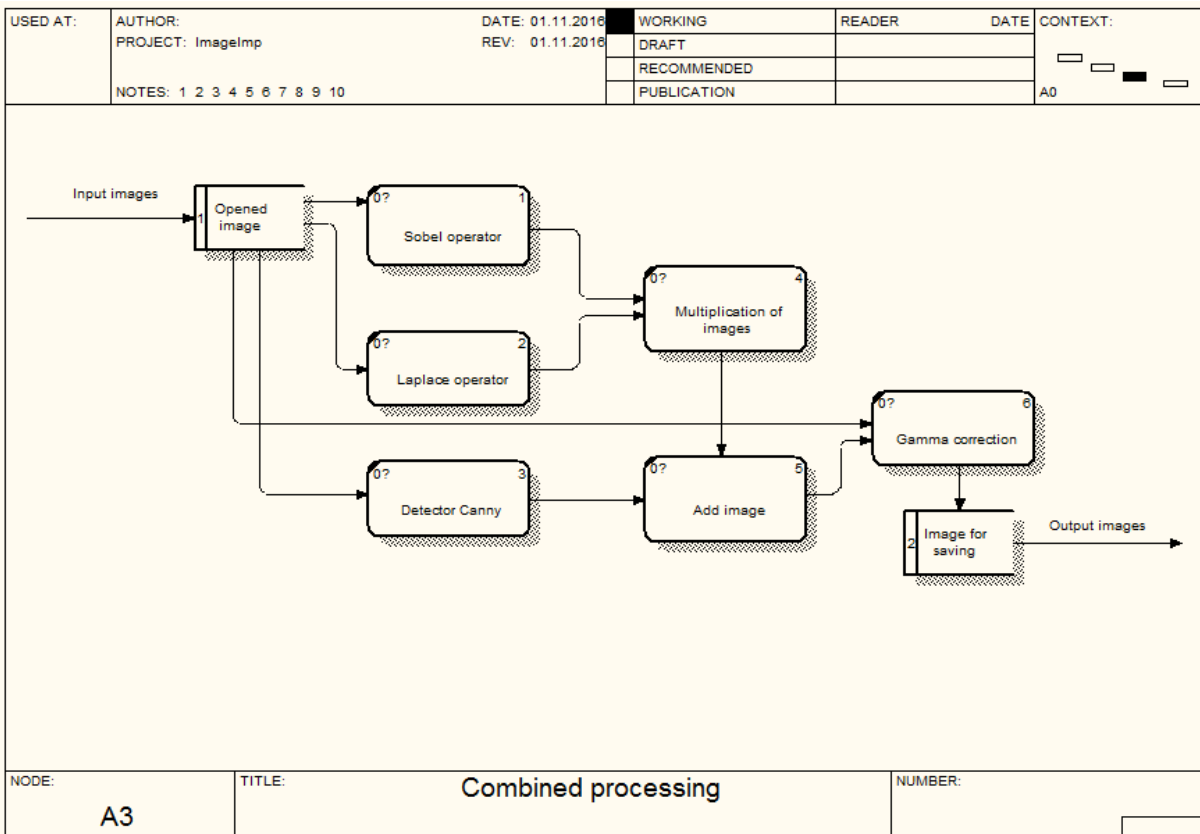 USED AT:
AUTHOR:
DATE: 01.11.2016
PROJECT: ImageImp
REV: 01.11.2016
NOTES: 1 2 3 4 5 6 7 8 9 10
WORKING
DRAFT
RECOMMENDED
PUBLICATION
READER
DATE
CONTEXT:
A0
Input images
1
Opened
image
0?
1
Sobel operator
0?
2
Laplace operator
0?
3
Detector Canny
0?
4
Multiplication of
images
0?
5
Add image
0?
6
Gamma correction
2
Image for
saving
Output images
NODE:
A3
TITLE:
Combined processing
NUMBER: